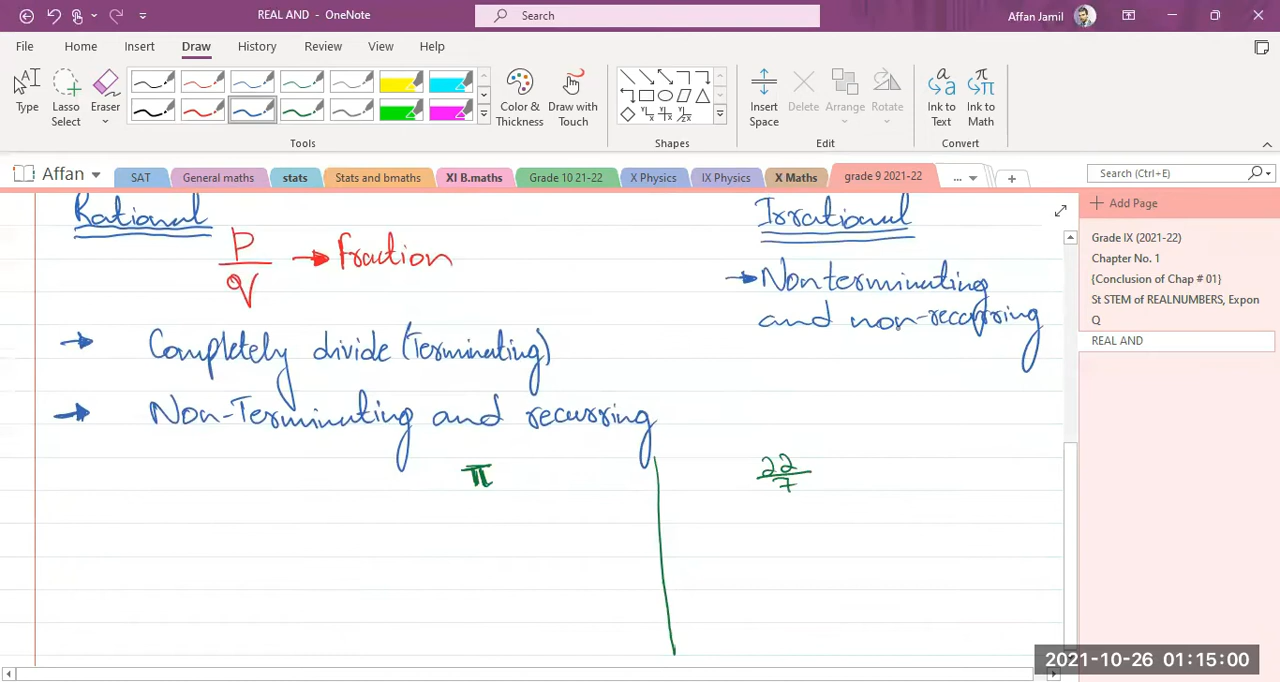 REAL AND - OneNote
Search
Affan Jamil
File Home Insert Draw History Review View Help
Type
Lasso Select
Eraser
Color & Thickness
Draw with Touch
Insert Space
Delete
Arrange
Rotate
Ink to Text
Ink to Math
Tools
Shapes
Edit
Convert
Affan
SAT
General maths
stats
Stats and bmaths
XI B.maths
Grade 10 21-22
X Physics
IX Physics
X Maths
grade 9 2021-22
...
Search (Ctrl+E)
Add Page
Grade IX (2021-22)
Chapter No. 1
{Conclusion of Chap # 01}
St STEM of REALNUMBERS, Expon
Q
REAL AND
Rational
P/q → fraction
→ Completely divide (Terminating)
→ Non-Terminating and recurring
Irrational
→ Nonterminating
and non-recurring
π
22/7
2021-10-26 01:15:00